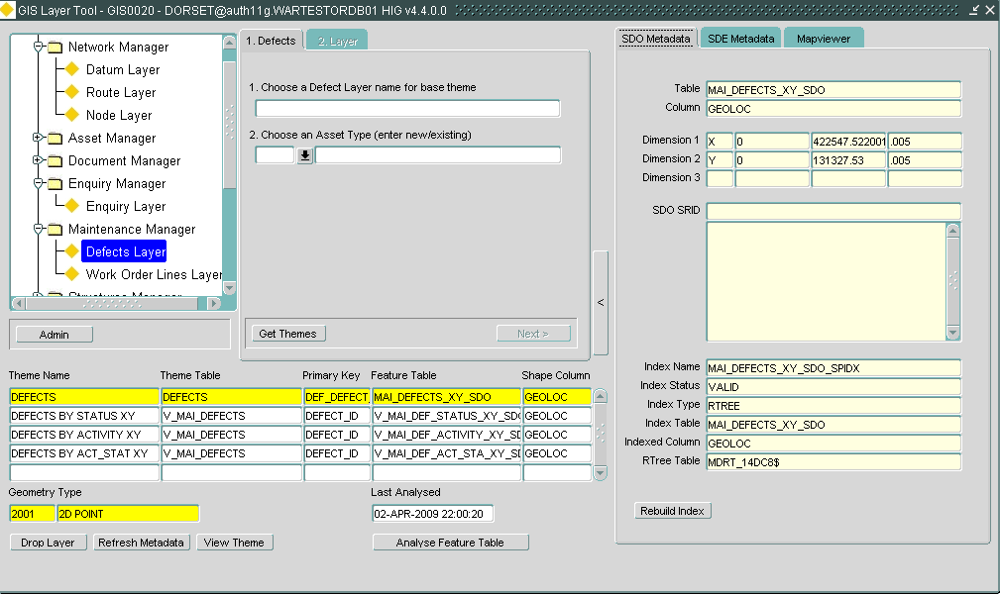 GIS Layer Tool - GIS0020 - DORSET@auth11g.WARTESTORDB01 HIG v4.4.0.0
Network Manager
Datum Layer
Route Layer
Node Layer
Asset Manager
Document Manager
Enquiry Manager
Enquiry Layer
Maintenance Manager
Defects Layer
Work Order Lines Layer
Structures Manager
Admin
1. Defects 2. Layer
1. Choose a Defect Layer name for base theme
2. Choose an Asset Type (enter new/existing)
Get Themes Next >
<
SDO Metadata SDE Metadata Mapviewer
Table MAI_DEFECTS_XY_SDO
Column GEOLOC
Dimension 1 X 0 422547.522001 .005
Dimension 2 Y 0 131327.53 .005
Dimension 3
SDO SRID
Index Name MAI_DEFECTS_XY_SDO_SPIDX
Index Status VALID
Index Type RTREE
Index Table MAI_DEFECTS_XY_SDO
Indexed Column GEOLOC
RTree Table MDRT_14DC8$
Rebuild Index
Theme Name Theme Table Primary Key Feature Table Shape Column
DEFECTS DEFECTS DEF_DEFECT_ MAI_DEFECTS_XY_SDO GEOLOC
DEFECTS BY STATUS XY V_MAI_DEFECTS DEFECT_ID V_MAI_DEF_STATUS_XY_SDO GEOLOC
DEFECTS BY ACTIVITY XY V_MAI_DEFECTS DEFECT_ID V_MAI_DEF_ACTIVITY_XY_SD GEOLOC
DEFECTS BY ACT_STAT XY V_MAI_DEFECTS DEFECT_ID V_MAI_DEF_ACT_STA_XY_SD GEOLOC
Geometry Type Last Analysed
2001 2D POINT 02-APR-2009 22:00:20
Drop Layer Refresh Metadata View Theme Analyse Feature Table